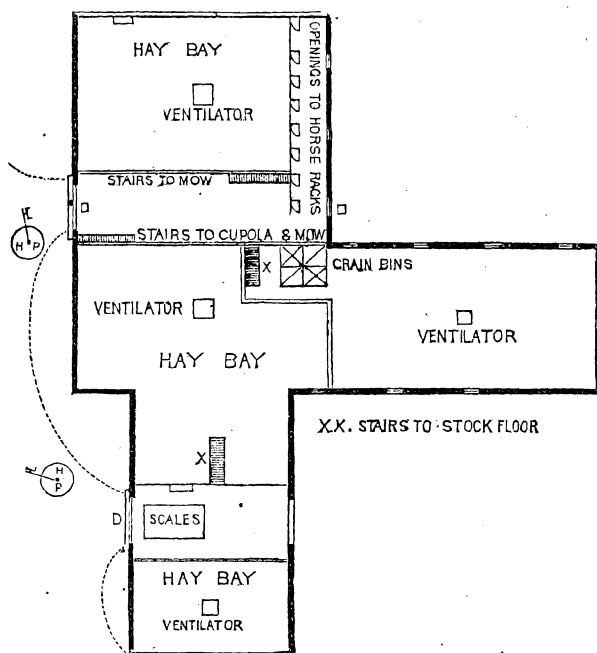 HAY BAY
VENTILATOR
OPENINGS TO HORSE RACKS
STAIRS TO MOW
STAIRS TO CUPOLA & MOW
H P
X
GRAIN BINS
VENTILATOR
HAY BAY
VENTILATOR
X.X. STAIRS TO STOCK FLOOR
X
H
P
D
SCALES
HAY BAY
VENTILATOR